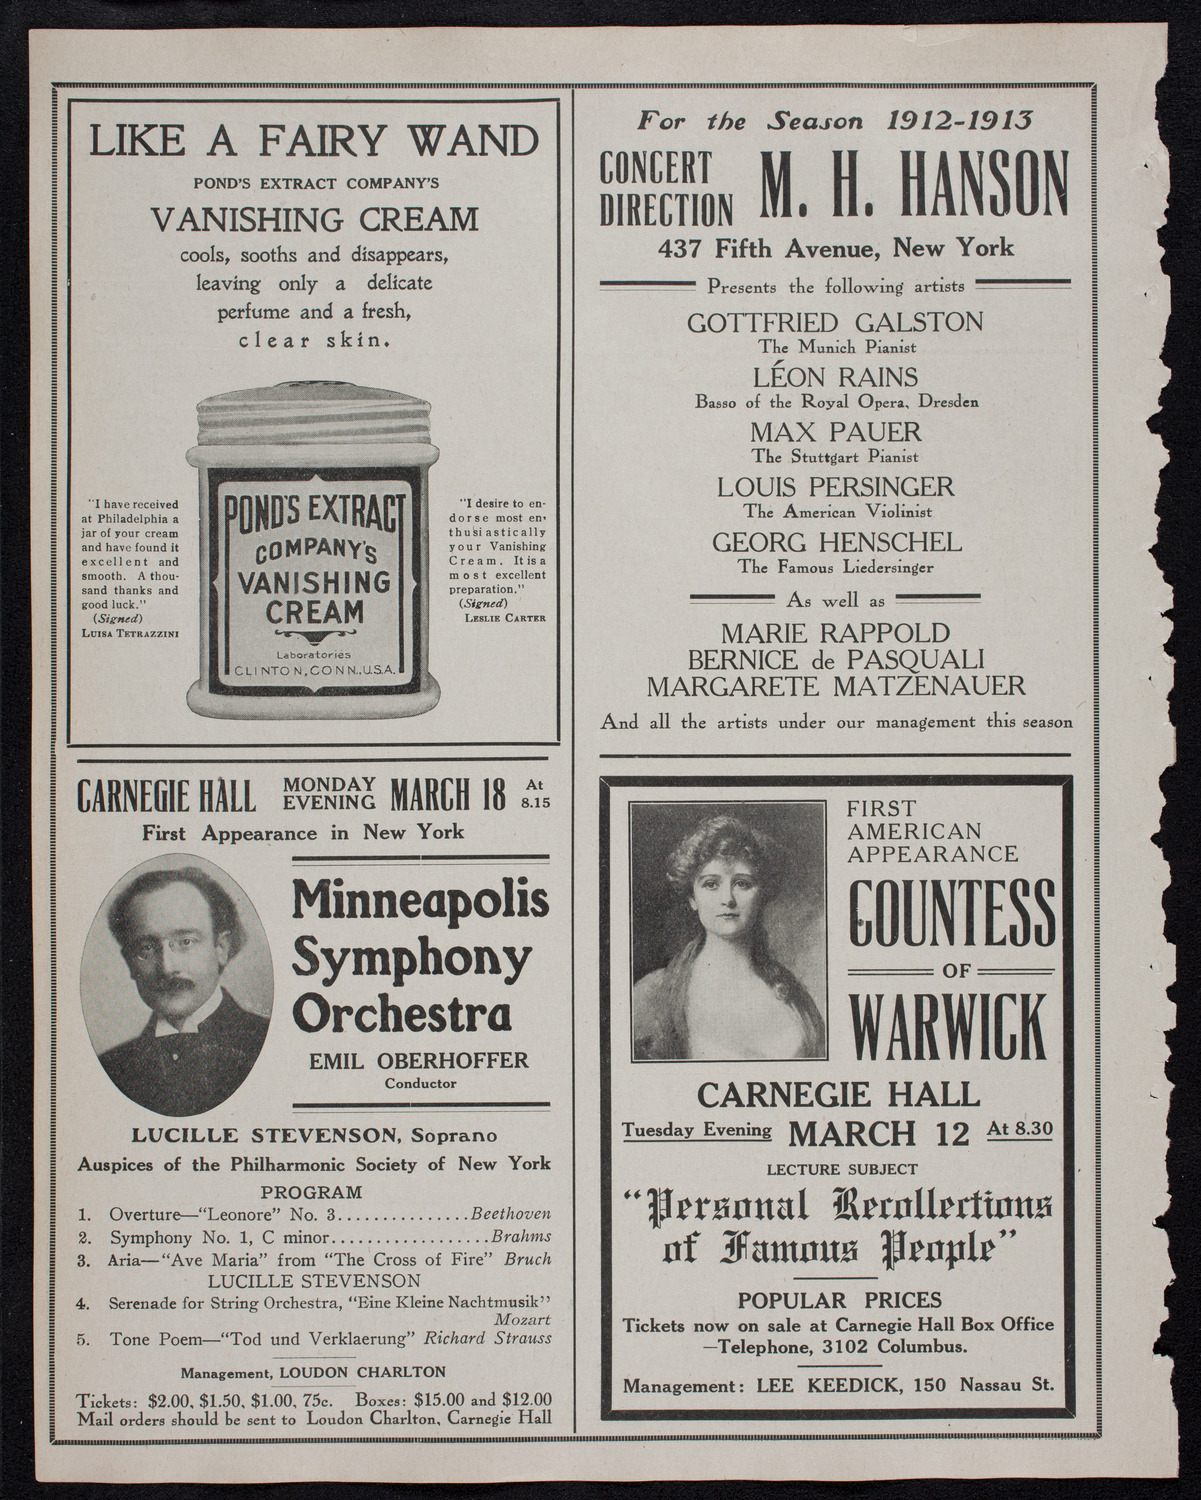 LIKE A FAIRY WAND
POND'S EXTRACT COMPANY'S
VANISHING CREAM
cools, sooths and disappears,
leaving only a delicate
perfume and a fresh,
clear skin.
"I have received
at Philadelphia a
jar of your cream
and have found it
excellent and
smooth. A thou-
sand thanks and
good luck."
(Signed)
LUISA TETRAZZINI
POND'S EXTRACT
COMPANY'S
VANISHING
CREAM
Laboratories
CLINTON, CONN., U.S.A.
"I desire to en-
dorse most en-
thusiastically
your Vanishing
Cream. It is a
most excellent
preparation."
(Signed)
LESLIE CARTER
CARNEGIE HALL MONDAY EVENING MARCH 18 At 8.15
First Appearance in New York
Minneapolis
Symphony
Orchestra
EMIL OBERHOFFER
Conductor
LUCILLE STEVENSON, Soprano
Auspices of the Philharmonic Society of New York
PROGRAM
1. Overture—"Leonore" No. 3...............Beethoven
2. Symphony No. 1, C minor..................Brahms
3. Aria—"Ave Maria" from "The Cross of Fire" Bruch
LUCILLE STEVENSON
4. Serenade for String Orchestra, "Eine Kleine Nachtmusik"
Mozart
5. Tone Poem—"Tod und Verklaerung" Richard Strauss
Management, LOUDON CHARLTON
Tickets: $2.00, $1.50, $1.00, 75c. Boxes: $15.00 and $12.00
Mail orders should be sent to Loudon Charlton, Carnegie Hall
For the Season 1912-1913
CONCERT DIRECTION M. H. HANSON
437 Fifth Avenue, New York
Presents the following artists
GOTTFRIED GALSTON
The Munich Pianist
LÉON RAINS
Basso of the Royal Opera, Dresden
MAX PAUER
The Stuttgart Pianist
LOUIS PERSINGER
The American Violinist
GEORG HENSCHEL
The Famous Liedersinger
As well as
MARIE RAPPOLD
BERNICE de PASQUALI
MARGARETE MATZENAUER
And all the artists under our management this season
FIRST
AMERICAN
APPEARANCE
COUNTESS
OF
WARWICK
CARNEGIE HALL
Tuesday Evening MARCH 12 At 8.30
LECTURE SUBJECT
"Personal Recollections
of Famous People"
POPULAR PRICES
Tickets now on sale at Carnegie Hall Box Office
—Telephone, 3102 Columbus.
Management: LEE KEEDICK, 150 Nassau St.